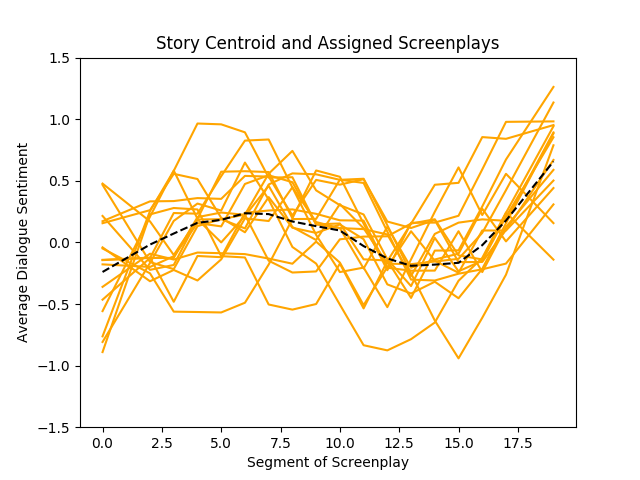 Story Centroid and Assigned Screenplays
Average Dialogue Sentiment
1.5
1.0
0.5
0.0
−0.5
−1.0
−1.5
0.0 2.5 5.0 7.5 10.0 12.5 15.0 17.5
Segment of Screenplay